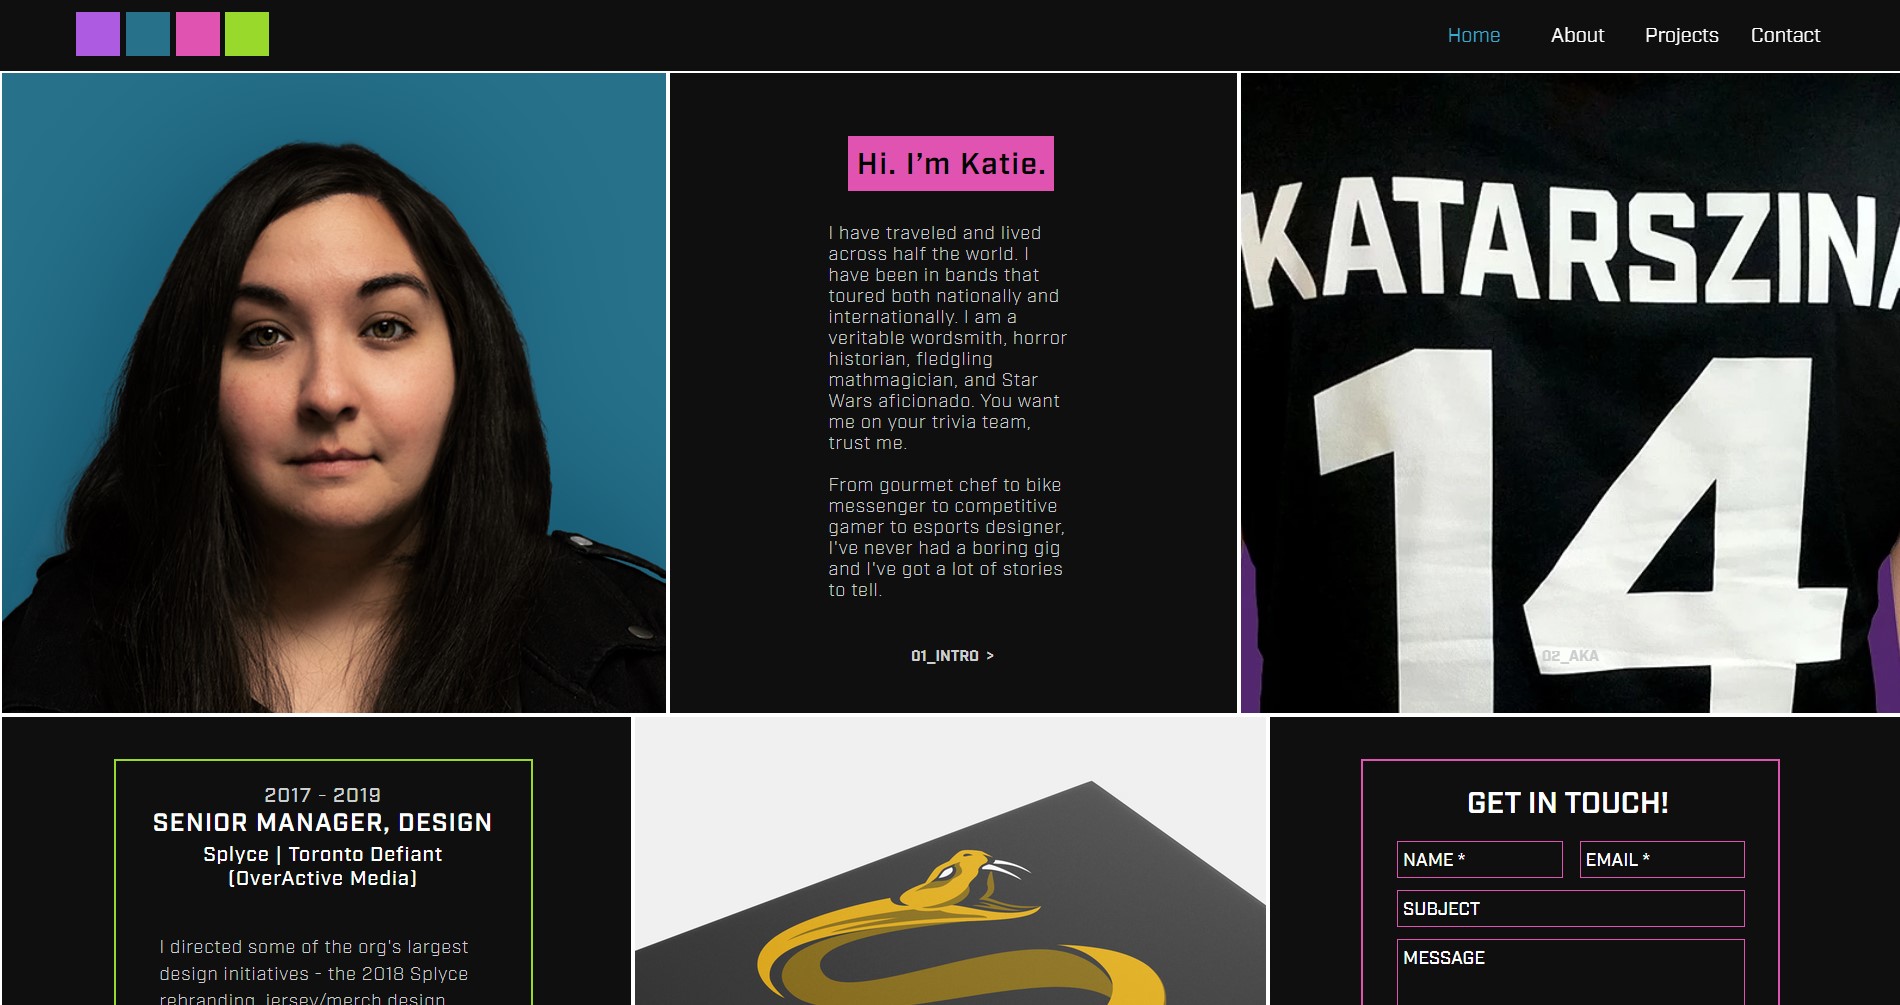 Home
About
Projects
Contact
Hi. I’m Katie.
I have traveled and lived
across half the world. I
have been in bands that
toured both nationally and
internationally. I am a
veritable wordsmith, horror
historian, fledgling
mathmagician, and Star
Wars aficionado. You want
me on your trivia team,
trust me.
From gourmet chef to bike
messenger to competitive
gamer to esports designer,
I've never had a boring gig
and I've got a lot of stories
to tell.
01_INTRO >
KATARSZINA
14
02_AKA
2017 - 2019
SENIOR MANAGER, DESIGN
Splyce | Toronto Defiant
(OverActive Media)
I directed some of the org's largest
design initiatives - the 2018 Splyce
rebranding, jersey/merch design,
GET IN TOUCH!
NAME *
EMAIL *
SUBJECT
MESSAGE